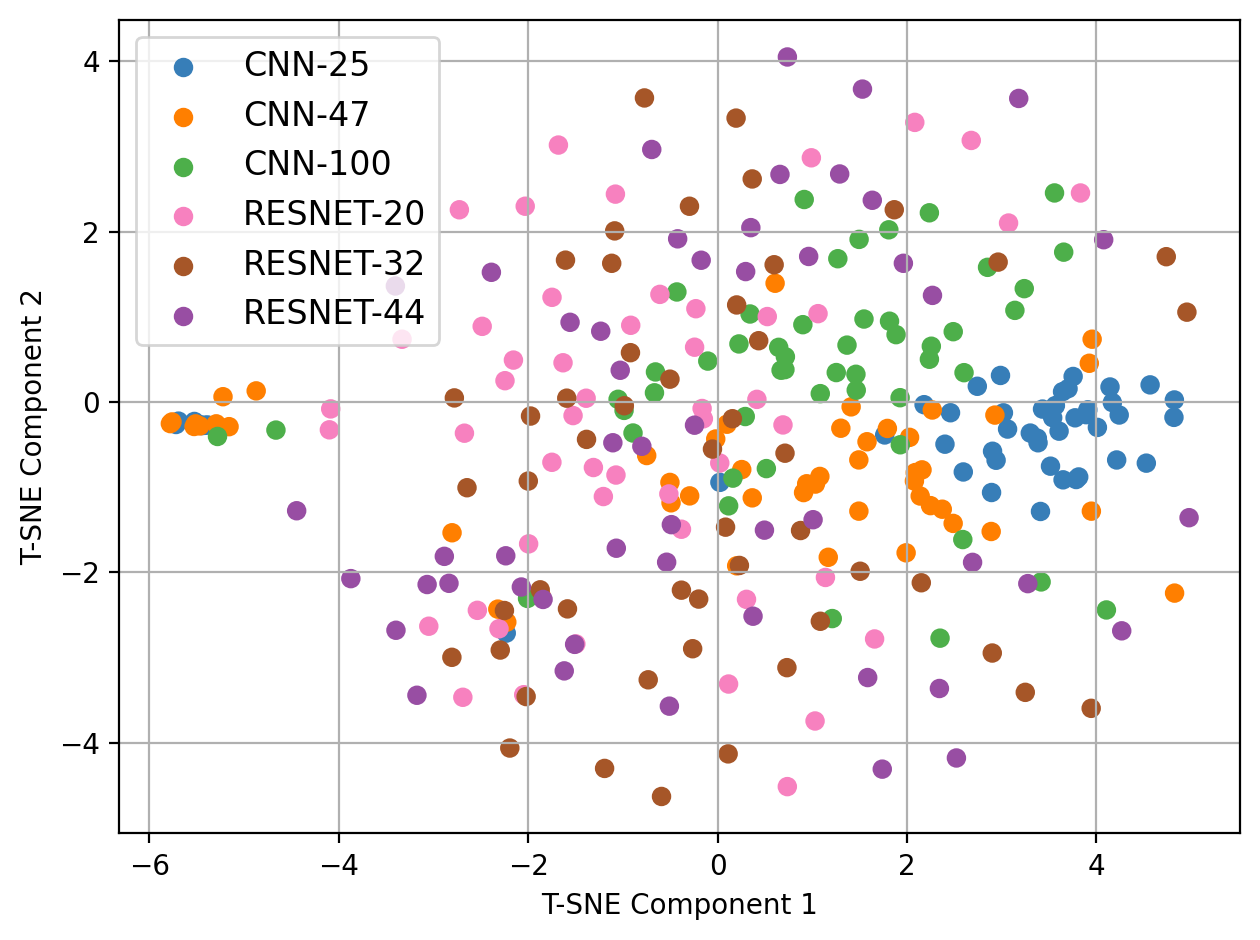 4
2
0
−2
−4
T-SNE Component 2
CNN-25
CNN-47
CNN-100
RESNET-20
RESNET-32
RESNET-44
−6 −4 −2 0 2 4
T-SNE Component 1